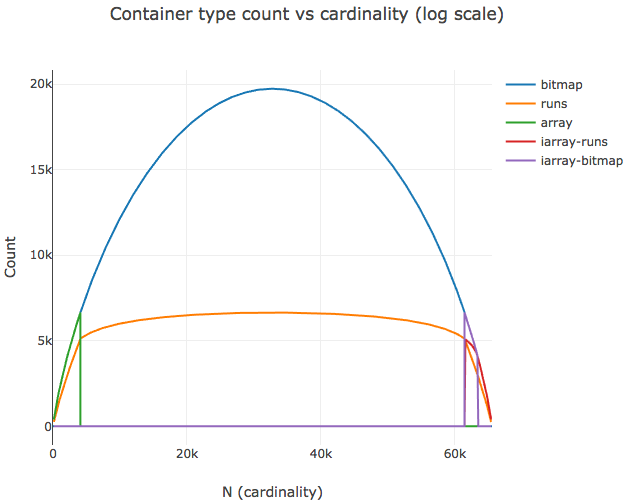 Container type count vs cardinality (log scale)
20k
15k
10k
5k
0
Count
0
20k
40k
60k
N (cardinality)
bitmap
runs
array
iarray-runs
iarray-bitmap